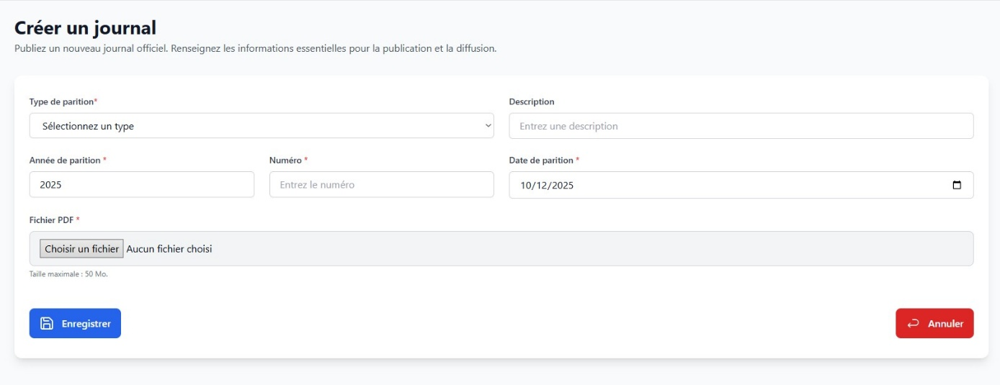 Créer un journal
Publiez un nouveau journal officiel. Renseignez les informations essentielles pour la publication et la diffusion.
Type de parition*
Sélectionnez un type
Description
Entrez une description
Année de parition *
2025
Numéro *
Entrez le numéro
Date de parition *
10/12/2025
Fichier PDF *
Choisir un fichier Aucun fichier choisi
Taille maximale : 50 Mo.
Enregistrer
Annuler